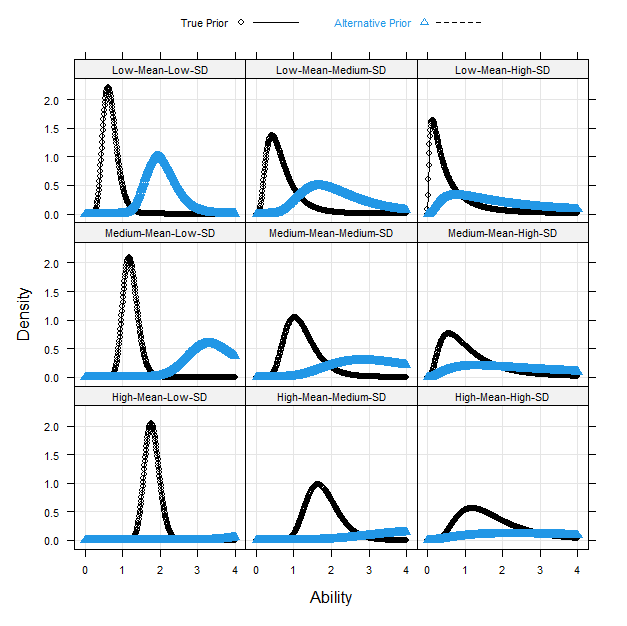 True Prior Alternative Prior
Low-Mean-Low-SD Low-Mean-Medium-SD Low-Mean-High-SD
2.0
1.5
1.0
0.5
0.0
Medium-Mean-Low-SD Medium-Mean-Medium-SD Medium-Mean-High-SD
2.0
1.5
1.0
0.5
0.0
High-Mean-Low-SD High-Mean-Medium-SD High-Mean-High-SD
2.0
1.5
1.0
0.5
0.0
0 1 2 3 4 0 1 2 3 4 0 1 2 3 4
Density
Ability